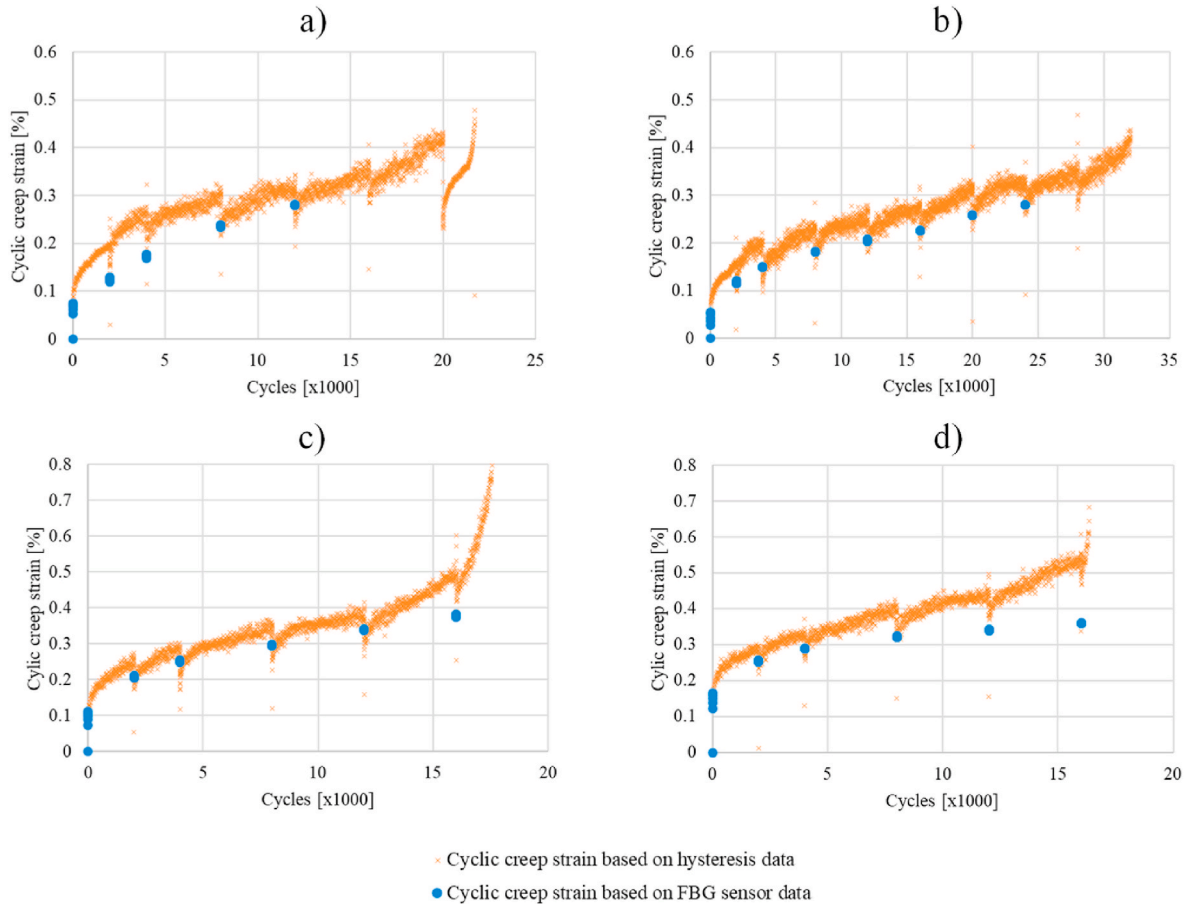 a)
0.6
0.5
0.4
0.3
0.2
0.1
0
Cyclic creep strain [%]
0 5 10 15 20 25
Cycles [x1000]
b)
0.6
0.5
0.4
0.3
0.2
0.1
0
Cylic creep strain [%]
0 5 10 15 20 25 30 35
Cycles [x1000]
c)
0.8
0.7
0.6
0.5
0.4
0.3
0.2
0.1
0
Cylic creep strain [%]
0 5 10 15 20
Cycles [x1000]
d)
0.8
0.7
0.6
0.5
0.4
0.3
0.2
0.1
0
Cylic creep strain [%]
0 5 10 15 20
Cycles [x1000]
Cyclic creep strain based on hysteresis data
Cyclic creep strain based on FBG sensor data